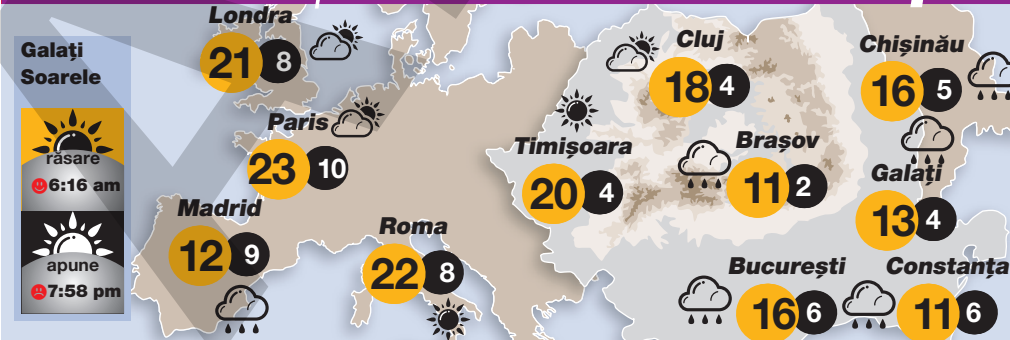 Galați
Soarele
răsare
6:16 am
apune
7:58 pm
Londra
21 8
Paris
23 10
Madrid
12 9
Roma
22 8
Timișoara
20 4
Cluj
18 4
Brașov
11 2
București
16 6
Chișinău
16 5
Galați
13 4
Constanța
11 6